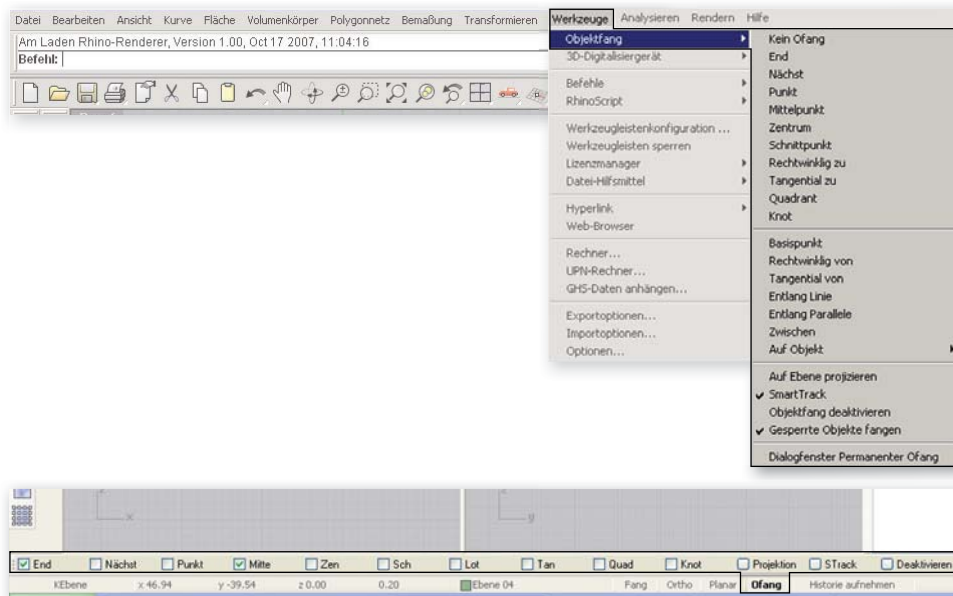 Datei Bearbeiten Ansicht Kurve Fläche Volumenkörper Polygonnetz Bemaßung Transformieren Werkzeuge Analysieren Rendern Hilfe
Am Laden Rhino-Renderer, Version 1.00, Oct 17 2007, 11:04:16
Befehl:
Objektfang
3D-Digitalisiergerät
Befehle
RhinoScript
Werkzeugleistenkonfiguration ...
Werkzeugleisten sperren
Lizenzmanager
Datei-Hilfsmittel
Hyperlink
Web-Browser
Rechner...
UPN-Rechner...
GHS-Daten anhängen...
Exportoptionen...
Importoptionen...
Optionen...
Kein Ofang
End
Nächst
Punkt
Mittelpunkt
Zentrum
Schnittpunkt
Rechtwinklig zu
Tangential zu
Quadrant
Knot
Basispunkt
Rechtwinklig von
Tangential von
Entlang Linie
Entlang Parallele
Zwischen
Auf Objekt
Auf Ebene projizieren
SmartTrack
Objektfang deaktivieren
Gesperrte Objekte fangen
Dialogfenster Permanenter Ofang
x y
End Nächst Punkt Mitte Zen Sch Lot Tan Quad Knot Projektion STrack Deaktivieren
KEbene x 46.94 y -39.54 z 0.00 0.20 Ebene 04 Fang Ortho Planar Ofang Historie aufnehmen